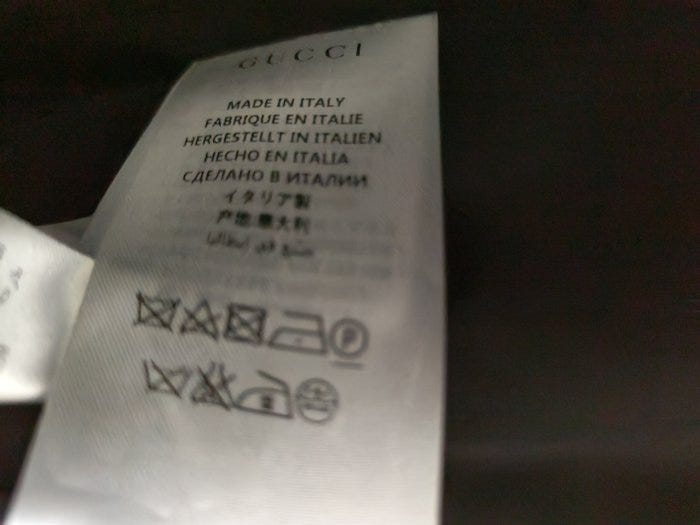 GUCCI
MADE IN ITALY
FABRIQUE EN ITALIE
HERGESTELLT IN ITALIEN
HECHO EN ITALIA
СДЕЛАНО В ИТАЛИИ
イタリア製
产地:意大利
صنع في إيطاليا
P